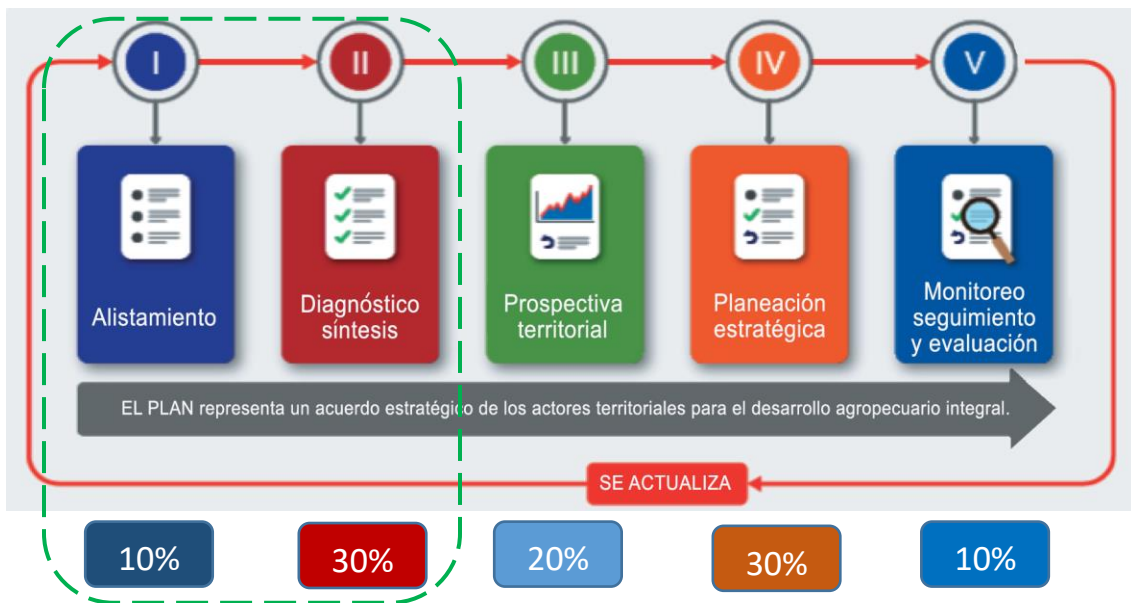 I
II
III
IV
V
Alistamiento
Diagnóstico
síntesis
Prospectiva
territorial
Planeación
estratégica
Monitoreo
seguimiento
y evaluación
EL PLAN representa un acuerdo estratégico de los actores territoriales para el desarrollo agropecuario integral.
SE ACTUALIZA
10%
30%
20%
30%
10%